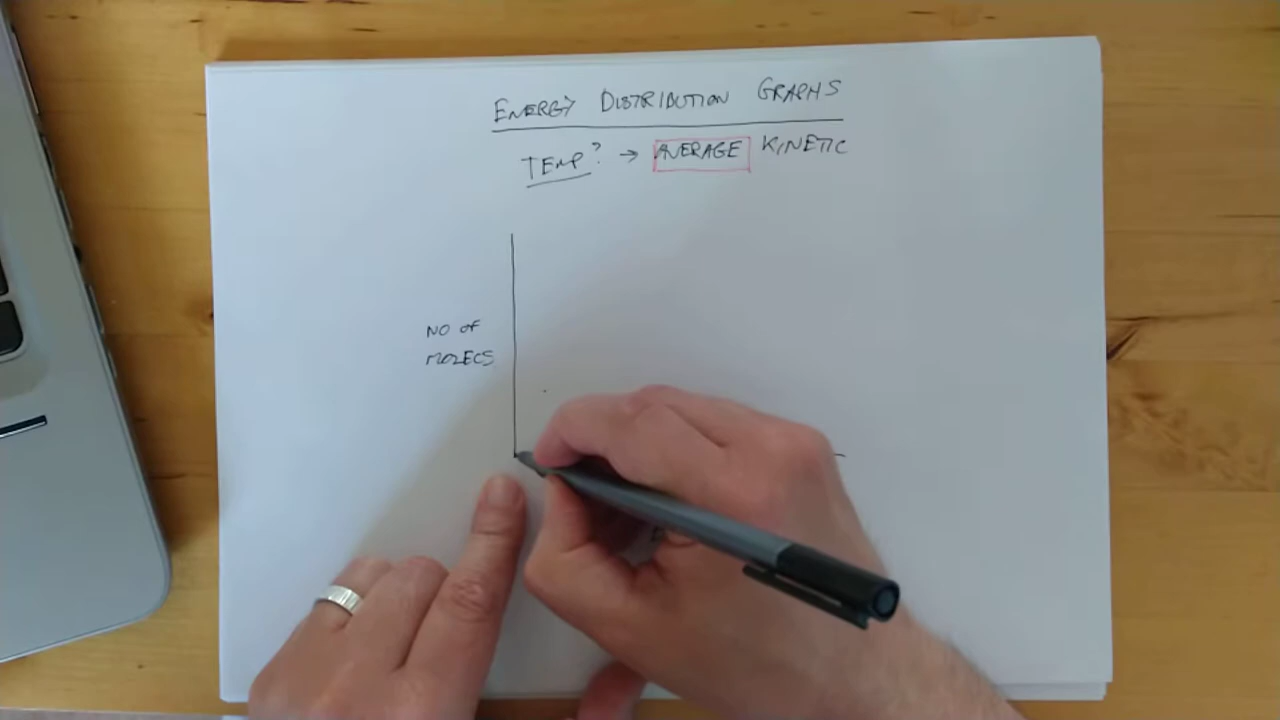 ENERGY DISTRIBUTION GRAPHS
TEMP? → AVERAGE KINETIC
NO OF
MOLECS